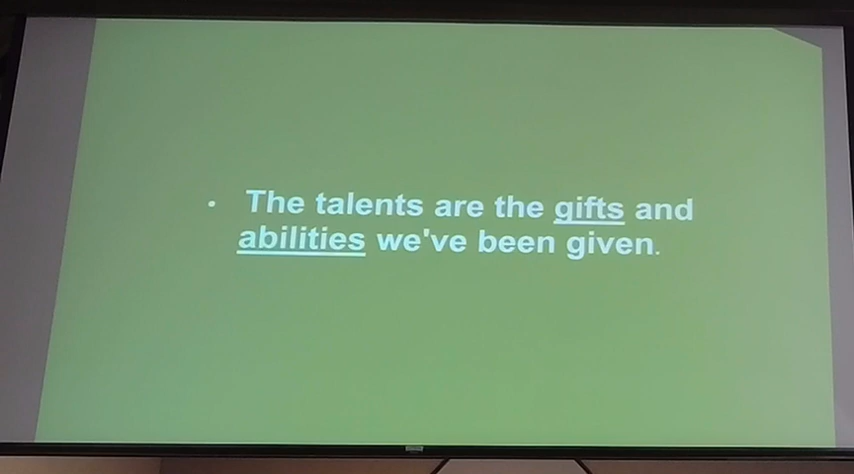 • The talents are the gifts and
abilities we've been given.